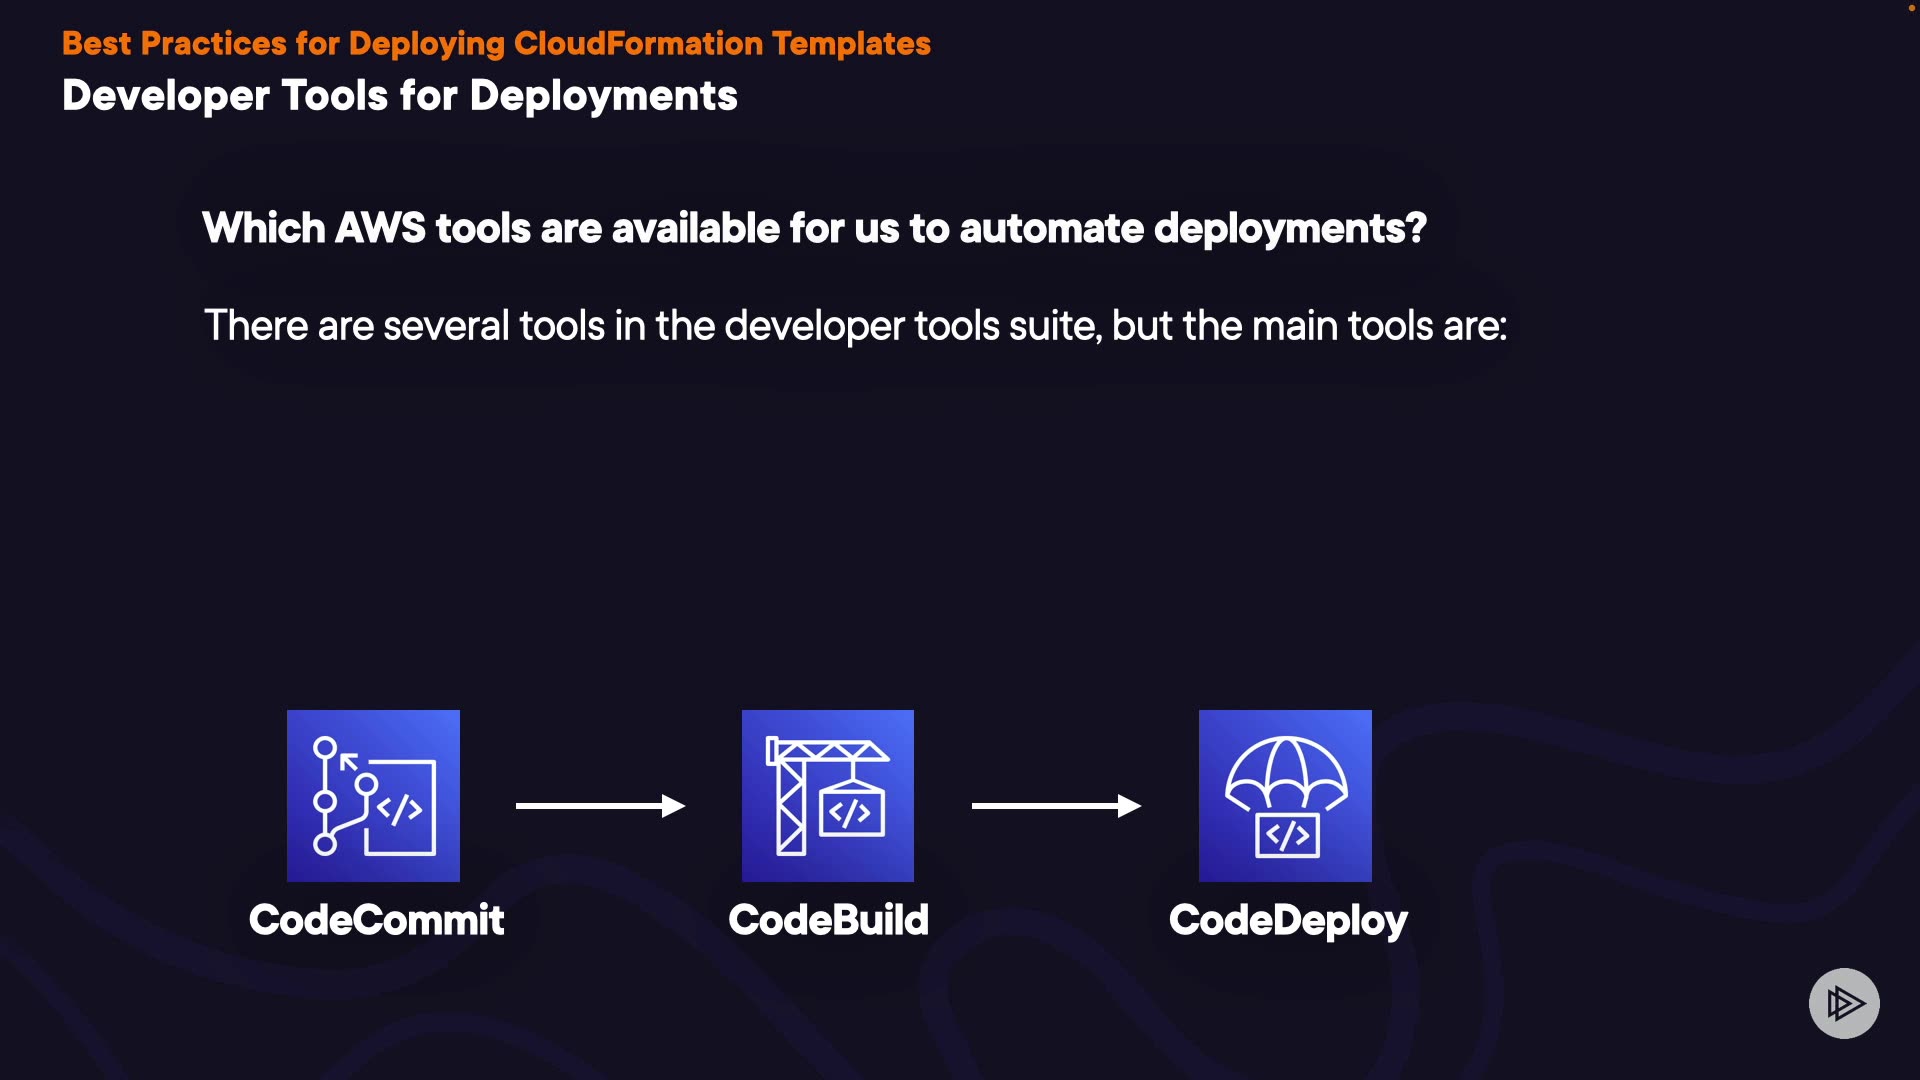 Best Practices for Deploying CloudFormation Templates
Developer Tools for Deployments
Which AWS tools are available for us to automate deployments?
There are several tools in the developer tools suite, but the main tools are:
</>
</>
</>
CodeCommit
CodeBuild
CodeDeploy